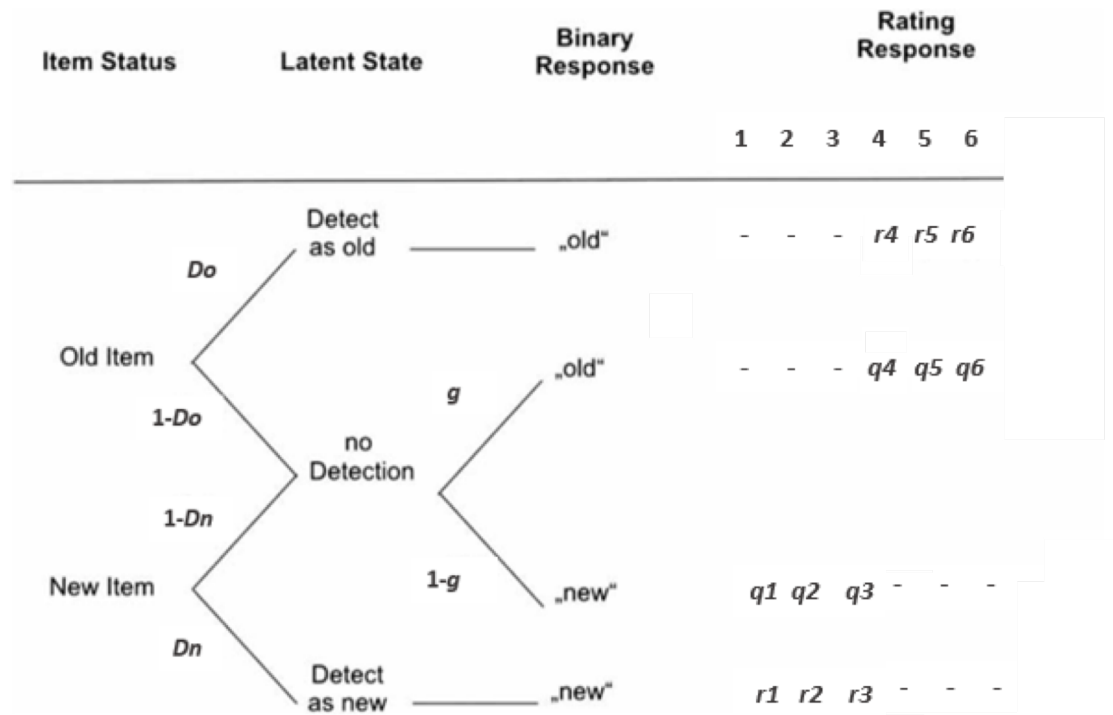 Item Status
Latent State
Binary
Response
Rating
Response
1 2 3 4 5 6
Detect
as old
„old“
- - - r4 r5 r6
Do
Old Item
„old“
- - - q4 q5 q6
g
1-Do
no
Detection
1-Dn
New Item
1-g
„new“
q1 q2 q3 - - -
Dn
Detect
as new
„new“
r1 r2 r3 - - -